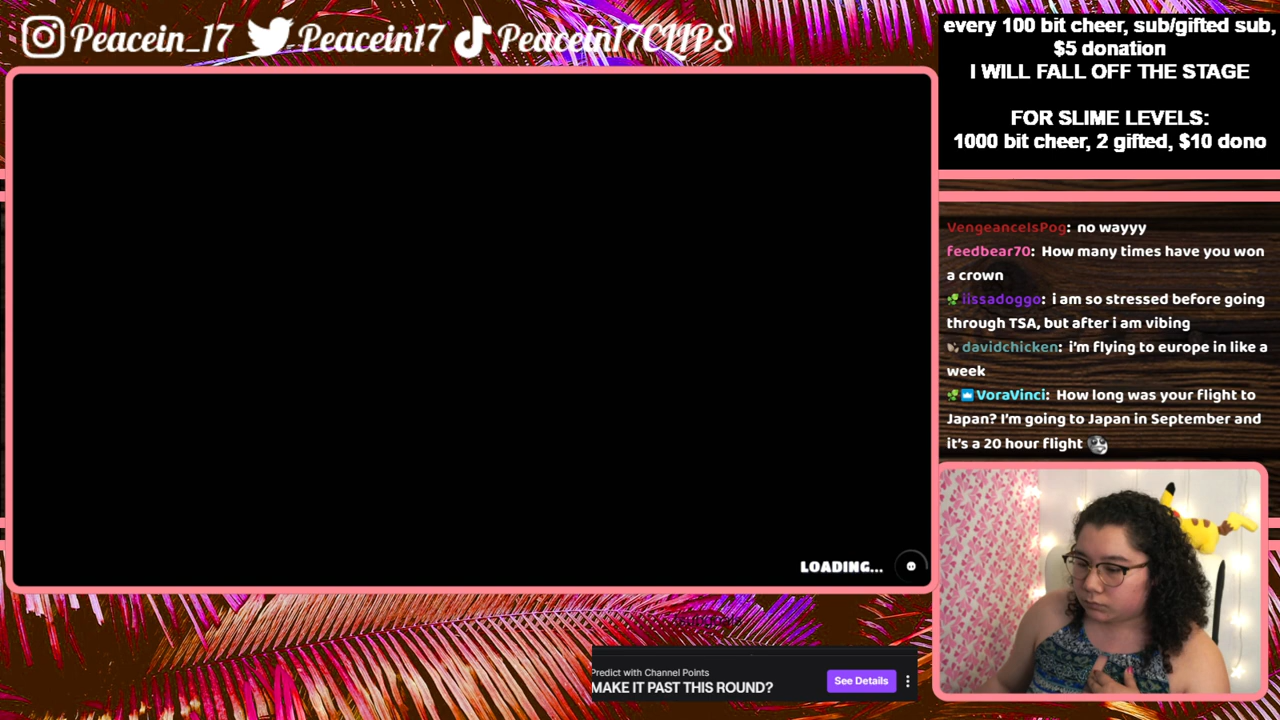 Peacein_17 Peacein17 Peacein17ClIPS
every 100 bit cheer, sub/gifted sub,
$5 donation
I WILL FALL OFF THE STAGE
FOR SLIME LEVELS:
1000 bit cheer, 2 gifted, $10 dono
VengeanceIsPog: no wayyy
feedbear70: How many times have you won
a crown
iissadoggo: i am so stressed before going
through TSA, but after i am vibing
davidchicken: i'm flying to europe in like a
week
VoraVinci: How long was your flight to
Japan? I'm going to Japan in September and
it's a 20 hour flight
LOADING...
Predict with Channel Points
MAKE IT PAST THIS ROUND?
See Details